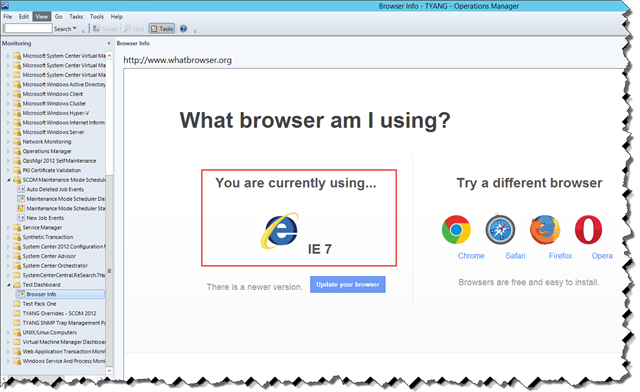 Browser Info - TYANG - Operations Manager
File Edit View Go Tasks Tools Help
Search Scope Find Tasks
Monitoring
Microsoft System Center Virtual Ma
Microsoft System Center Virtual Ma
Microsoft System Center Virtual Ma
Microsoft Windows Active Directory
Microsoft Windows Client
Microsoft Windows Cluster
Microsoft Windows Hyper-V
Microsoft Windows Internet Inform
Microsoft Windows Server
Network Monitoring
Operations Manager
OpsMgr 2012 Self Maintenance
PKI Certificate Validation
SCOM Maintenance Mode Scheduler
Auto Deleted Job Events
Maintenance Mode Scheduler Da
Maintenance Mode Scheduler Sta
New Job Events
Service Manager
Synthetic Transaction
System Center 2012 Configuration M
System Center Advisor
System Center Orchestrator
SystemCenterCentral.ReSearch.Tra
Test Dashboard
Browser Info
Test Pack One
TYANG Overrides - SCOM 2012
TYANG SNMP Trap Management Pa
UNIX/Linux Computers
Virtual Machine Manager Dashboar
Web Application Transaction Monit
Windows Service And Process Monit
Browser Info
http://www.whatbrowser.org
What browser am I using?
You are currently using...
IE 7
There is a newer version. Update your browser
Try a different browser
Chrome Safari Firefox Opera
Browsers are free and easy to install.